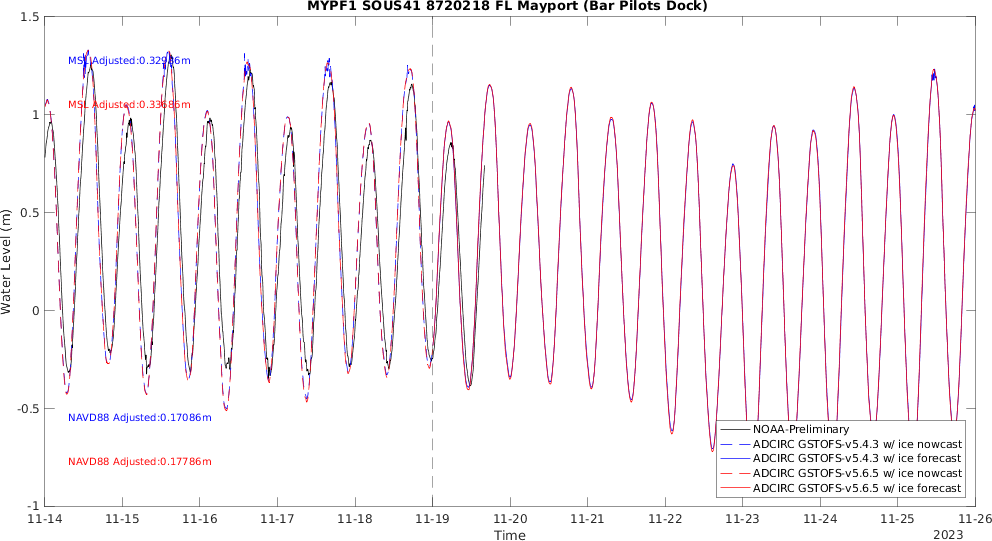 MYPF1 SOUS41 8720218 FL Mayport (Bar Pilots Dock)
1.5
1
0.5
0
-0.5
-1
Water Level (m)
MSL Adjusted:0.32986m
MSL Adjusted:0.33686m
NAVD88 Adjusted:0.17086m
NAVD88 Adjusted:0.17786m
NOAA-Preliminary
ADCIRC GSTOFS-v5.4.3 w/ ice nowcast
ADCIRC GSTOFS-v5.4.3 w/ ice forecast
ADCIRC GSTOFS-v5.6.5 w/ ice nowcast
ADCIRC GSTOFS-v5.6.5 w/ ice forecast
11-14 11-15 11-16 11-17 11-18 11-19 11-20 11-21 11-22 11-23 11-24 11-25 11-26
Time
2023